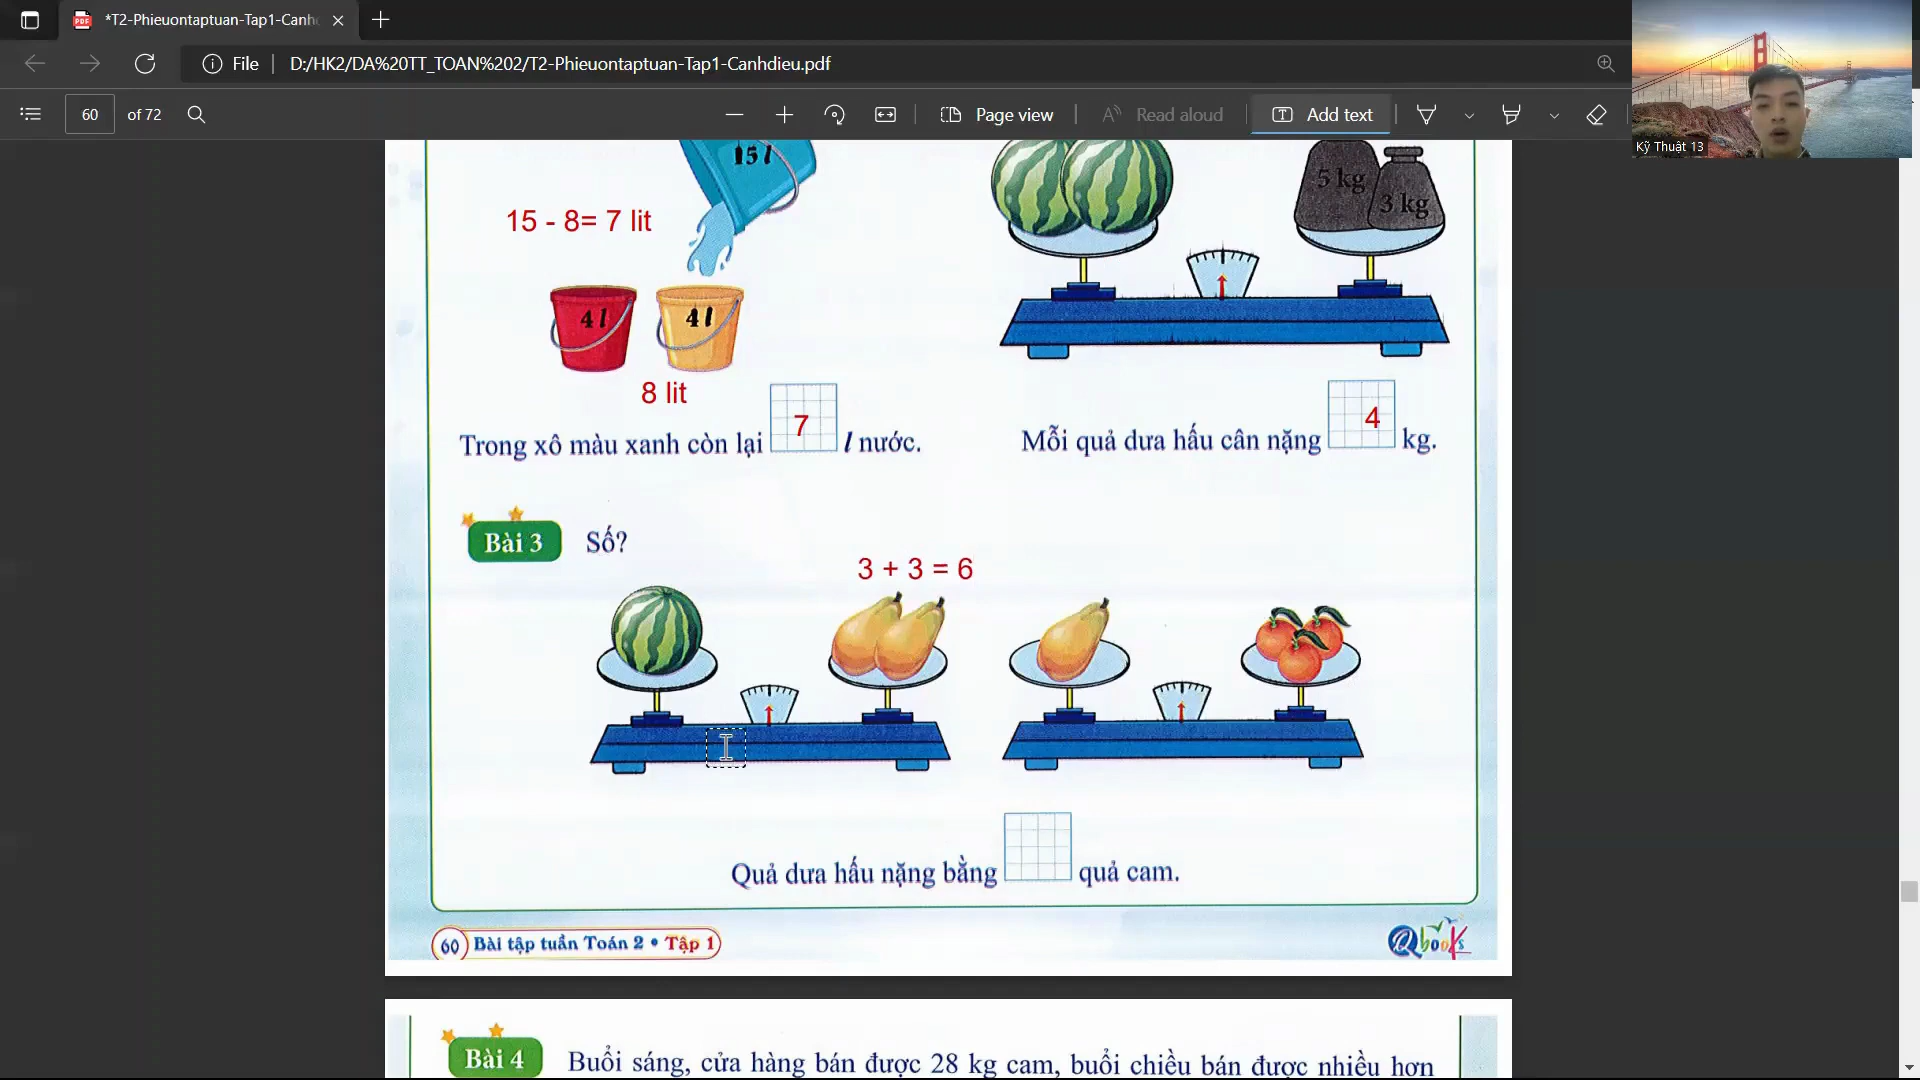 *T2-Phieuontaptuan-Tap1-Canh
File
D:/HK2/DA%20TT_TOAN%202/T2-Phieuontaptuan-Tap1-Canhdieu.pdf
60 of 72
Page view
Read aloud
Add text
Kỹ Thuật 13
15 l
5 kg
3 kg
15 - 8= 7 lit
4 l
4 l
8 lit
Trong xô màu xanh còn lại 7 l nước.
Mỗi quả dưa hấu cân nặng 4 kg.
Bài 3 Số?
3 + 3 = 6
Quả dưa hấu nặng bằng quả cam.
60 Bài tập tuần Toán 2 • Tập 1
Qbooks
Bài 4 Buổi sáng, cửa hàng bán được 28 kg cam, buổi chiều bán được nhiều hơn